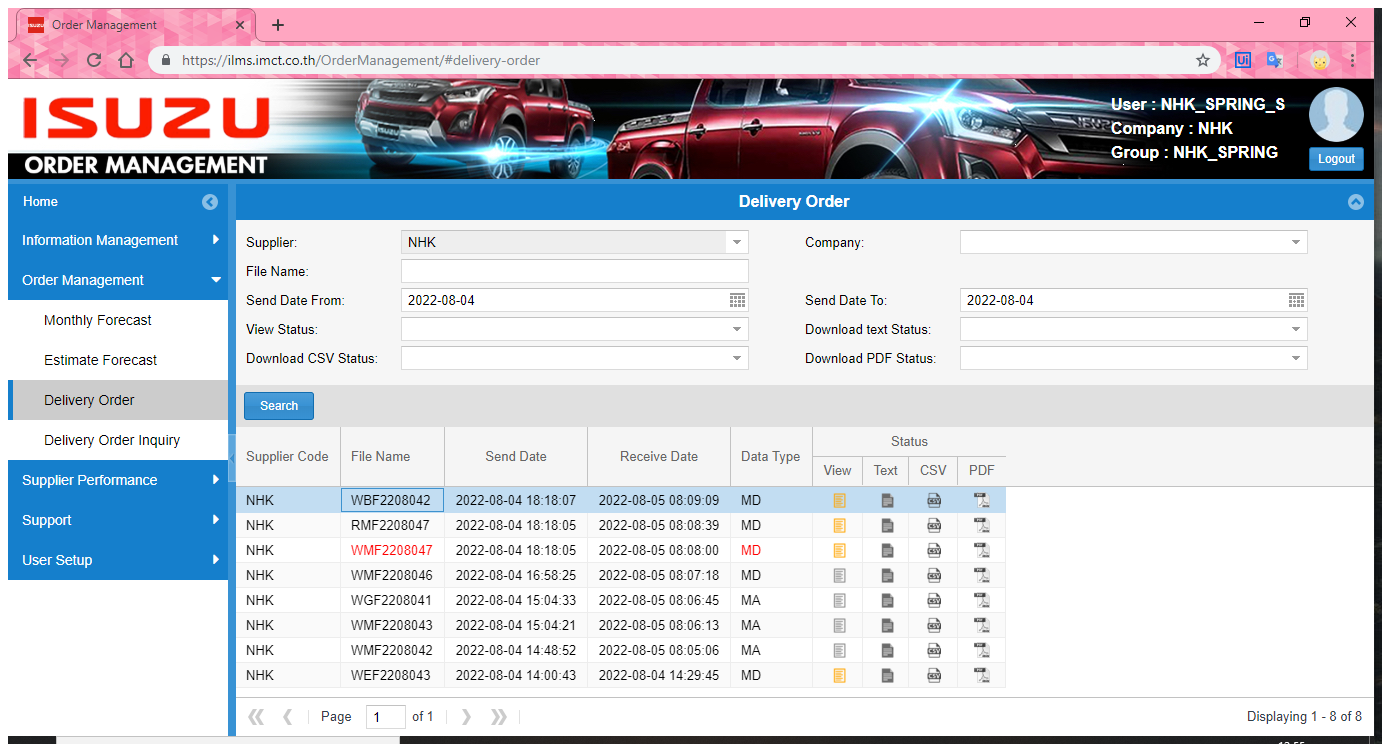 Order Management
https://ilms.imct.co.th/OrderManagement/#delivery-order
ISUZU
ORDER MANAGEMENT
User : NHK_SPRING_S
Company : NHK
Group : NHK_SPRING
Logout
Home
Information Management
Order Management
Monthly Forecast
Estimate Forecast
Delivery Order
Delivery Order Inquiry
Supplier Performance
Support
User Setup
Delivery Order
Supplier: NHK Company:
File Name:
Send Date From: 2022-08-04 Send Date To: 2022-08-04
View Status: Download text Status:
Download CSV Status: Download PDF Status:
Search
Supplier Code File Name Send Date Receive Date Data Type Status
View Text CSV PDF
NHK WBF2208042 2022-08-04 18:18:07 2022-08-05 08:09:09 MD
NHK RMF2208047 2022-08-04 18:18:05 2022-08-05 08:08:39 MD
NHK WMF2208047 2022-08-04 18:18:05 2022-08-05 08:08:00 MD
NHK WMF2208046 2022-08-04 16:58:25 2022-08-05 08:07:18 MD
NHK WGF2208041 2022-08-04 15:04:33 2022-08-05 08:06:45 MA
NHK WMF2208043 2022-08-04 15:04:21 2022-08-05 08:06:13 MA
NHK WMF2208042 2022-08-04 14:48:52 2022-08-05 08:05:06 MA
NHK WEF2208043 2022-08-04 14:00:43 2022-08-04 14:29:45 MD
Page 1 of 1
Displaying 1 - 8 of 8